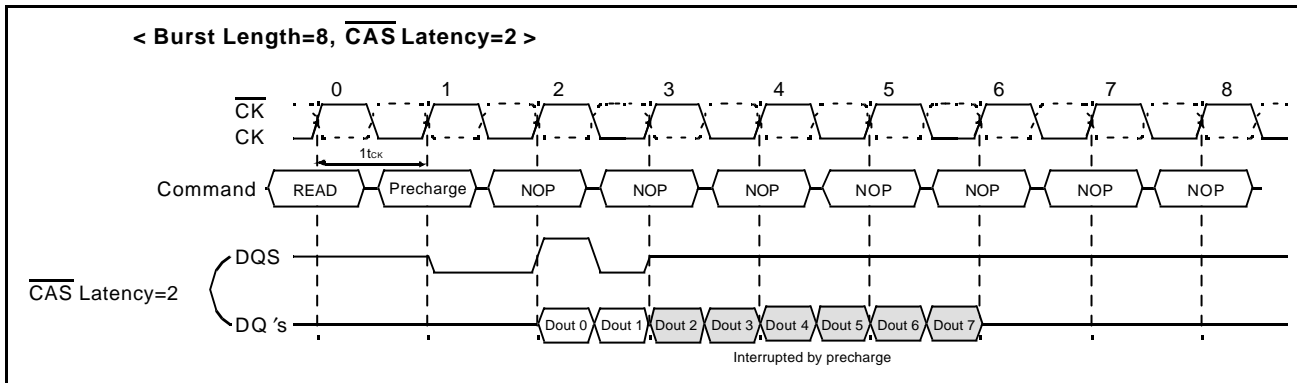 < Burst Length=8, CAS Latency=2 >
0 1 2 3 4 5 6 7 8
CK
CK
1tCK
Command READ Precharge NOP NOP NOP NOP NOP NOP NOP
DQS
CAS Latency=2
DQ 's Dout 0 Dout 1 Dout 2 Dout 3 Dout 4 Dout 5 Dout 6 Dout 7
Interrupted by precharge